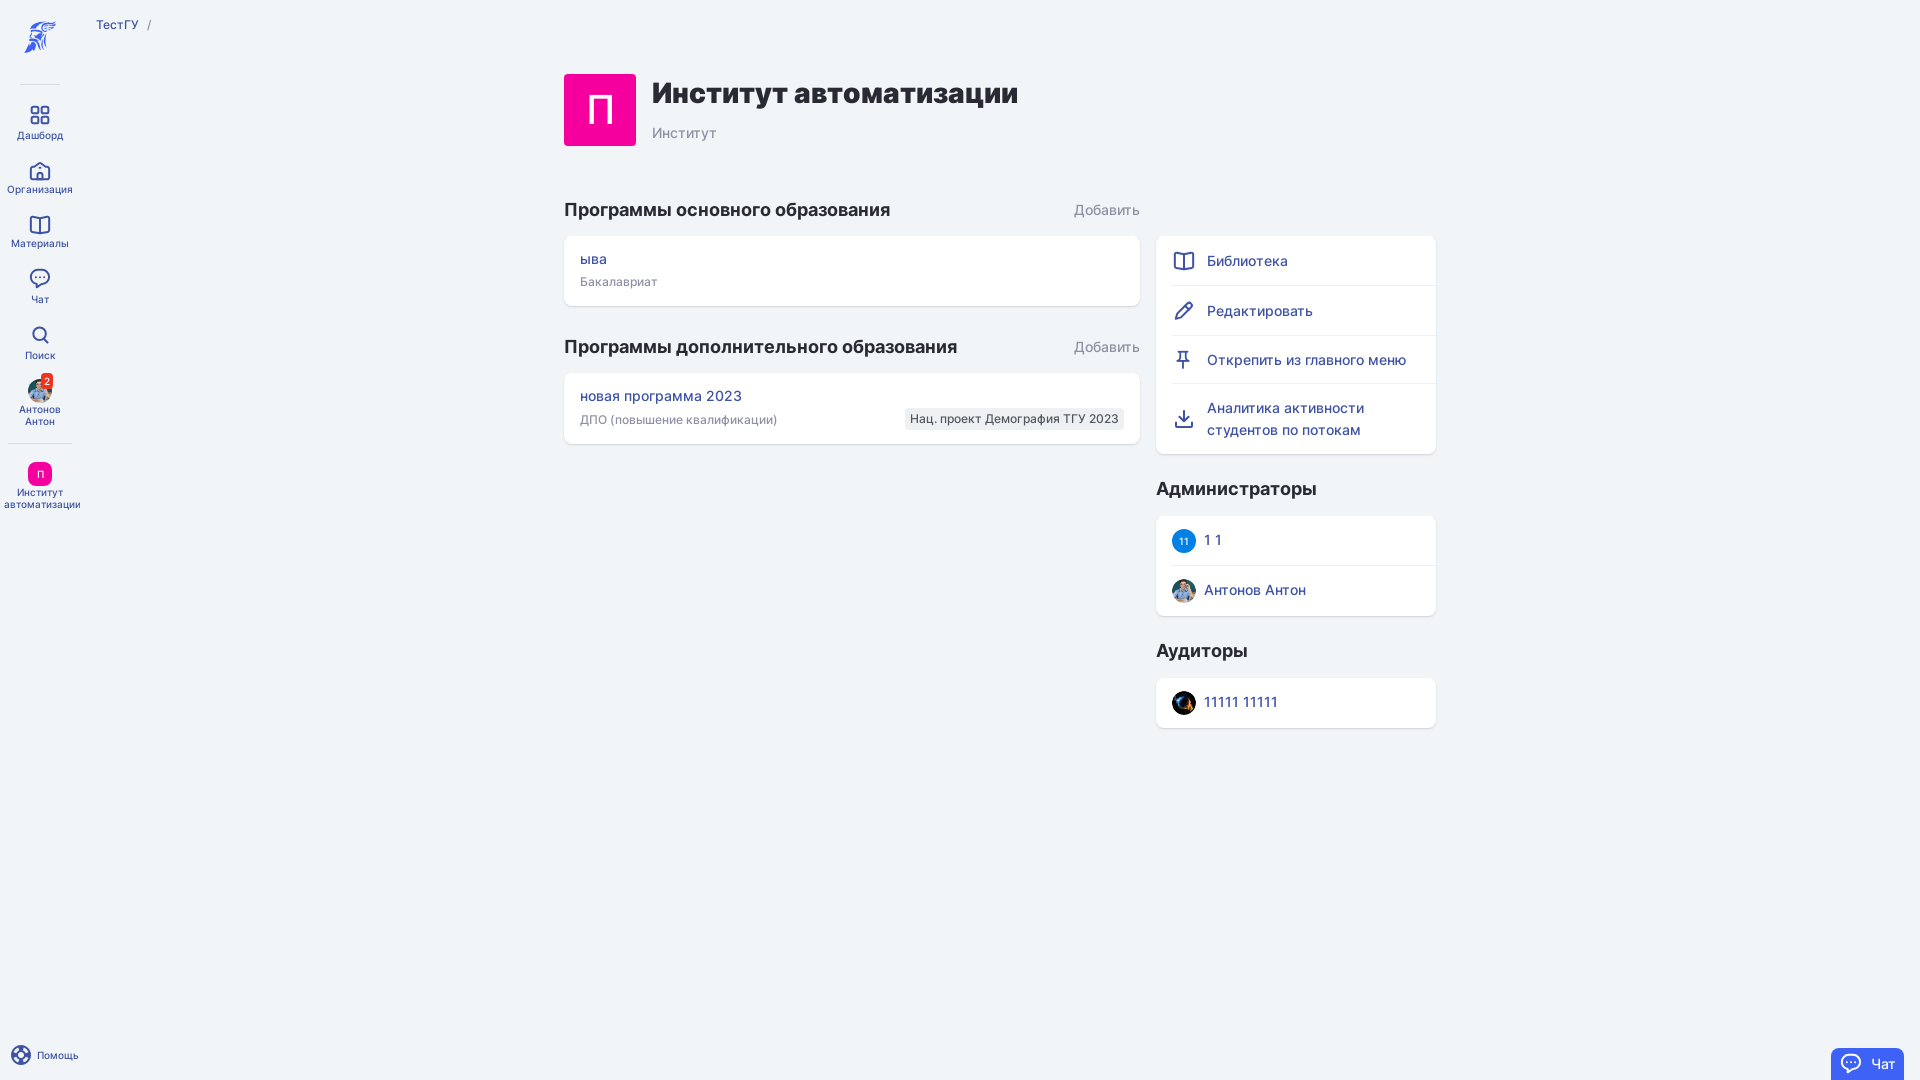 ТестГУ /
Дашборд
Организация
Материалы
Чат
Поиск
2
Антонов
Антон
П
Институт
автоматизации
Помощь
П
Институт автоматизации
Институт
Программы основного образования
Добавить
ыва
Бакалавриат
Программы дополнительного образования
Добавить
новая программа 2023
ДПО (повышение квалификации)
Нац. проект Демография ТГУ 2023
Библиотека
Редактировать
Открепить из главного меню
Аналитика активности
студентов по потокам
Администраторы
11
1 1
Антонов Антон
Аудиторы
11111 11111
Чат